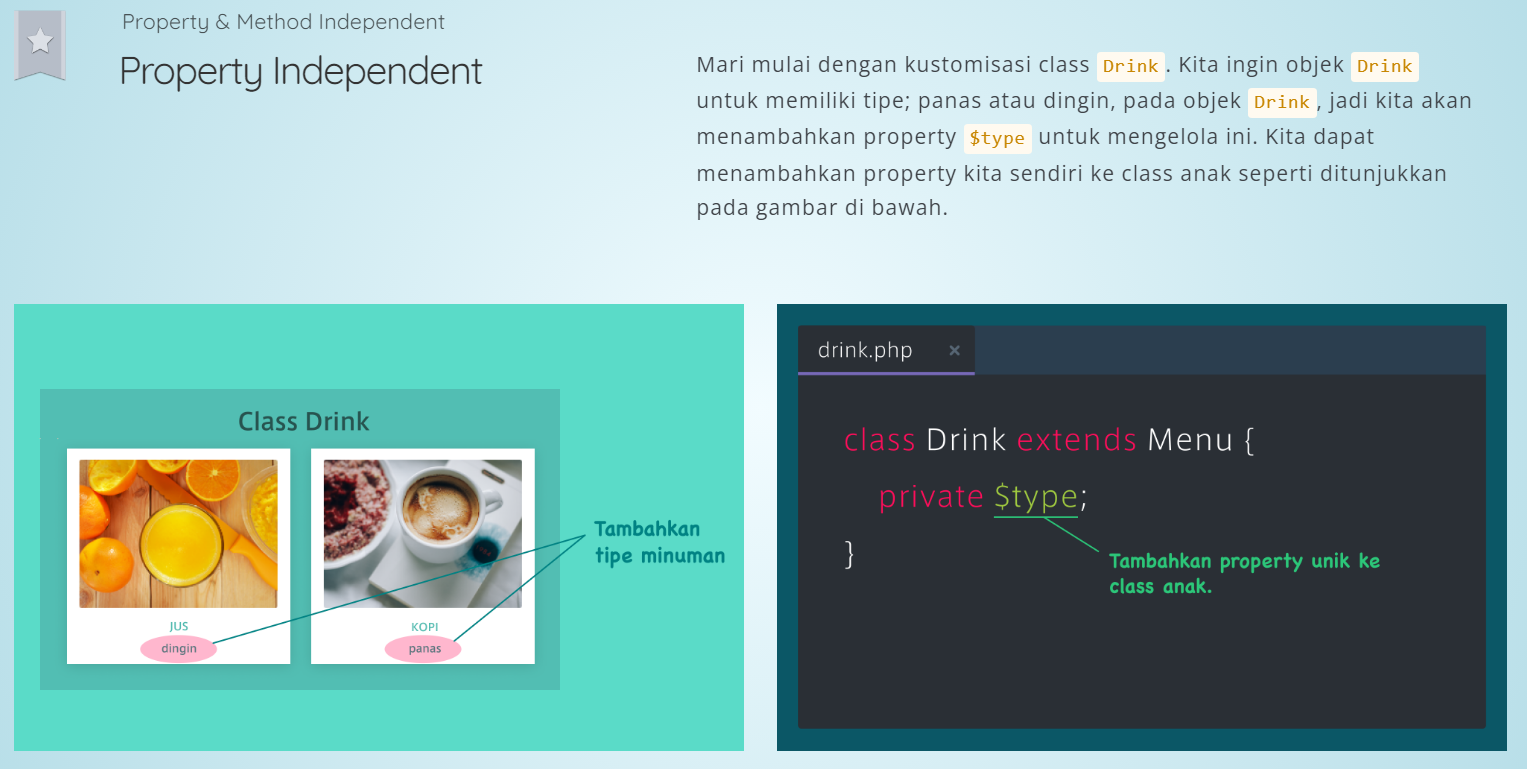 Property & Method Independent
Property Independent
Mari mulai dengan kustomisasi class Drink. Kita ingin objek Drink
untuk memiliki tipe; panas atau dingin, pada objek Drink, jadi kita akan
menambahkan property $type untuk mengelola ini. Kita dapat
menambahkan property kita sendiri ke class anak seperti ditunjukkan
pada gambar di bawah.
Class Drink
JUS
dingin
KOPI
panas
Tambahkan
tipe minuman
drink.php ×
class Drink extends Menu {
private $type;
}
Tambahkan property unik ke
class anak.